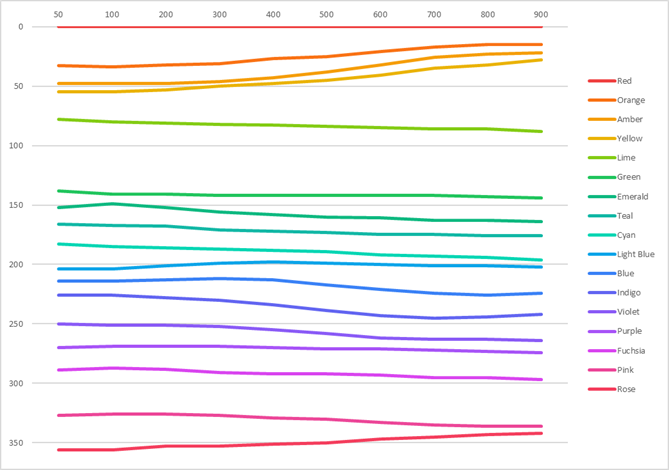 50 100 200 300 400 500 600 700 800 900
0
50
100
150
200
250
300
350
Red
Orange
Amber
Yellow
Lime
Green
Emerald
Teal
Cyan
Light Blue
Blue
Indigo
Violet
Purple
Fuchsia
Pink
Rose